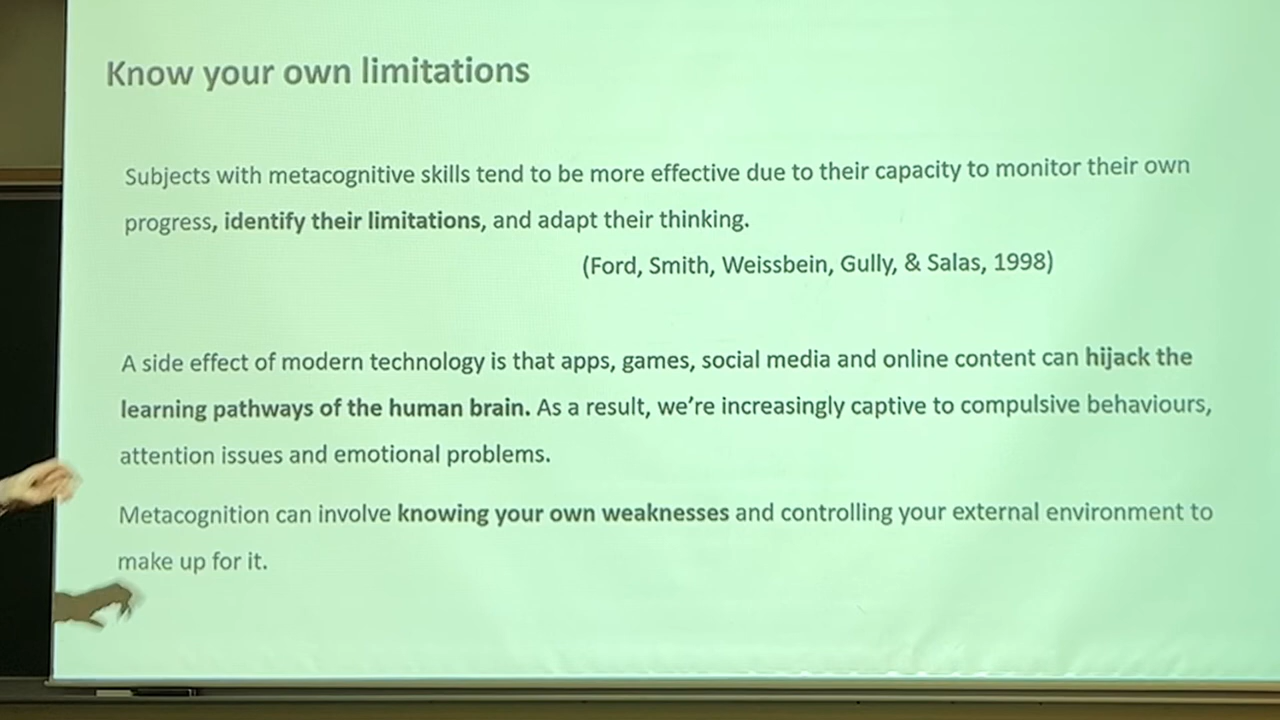 Know your own limitations
Subjects with metacognitive skills tend to be more effective due to their capacity to monitor their own
progress, identify their limitations, and adapt their thinking.
(Ford, Smith, Weissbein, Gully, & Salas, 1998)
A side effect of modern technology is that apps, games, social media and online content can hijack the
learning pathways of the human brain. As a result, we’re increasingly captive to compulsive behaviours,
attention issues and emotional problems.
Metacognition can involve knowing your own weaknesses and controlling your external environment to
make up for it.